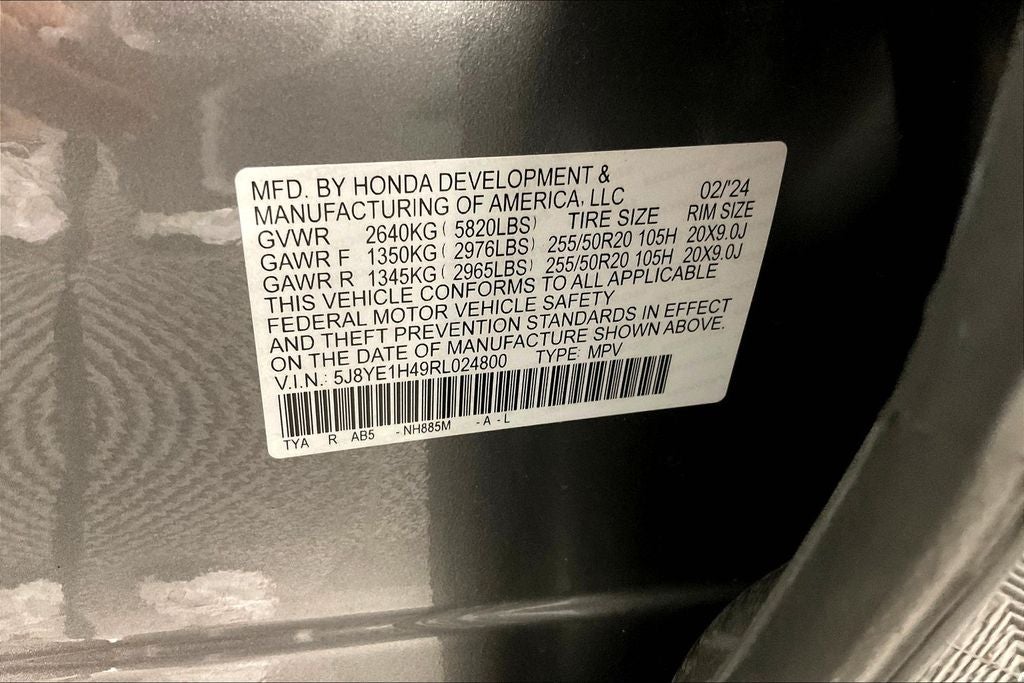 MFD. BY HONDA DEVELOPMENT &
MANUFACTURING OF AMERICA, LLC 02/'24
GVWR 2640KG ( 5820LBS) TIRE SIZE RIM SIZE
GAWR F 1350KG ( 2976LBS) 255/50R20 105H 20X9.0J
GAWR R 1345KG ( 2965LBS) 255/50R20 105H 20X9.0J
THIS VEHICLE CONFORMS TO ALL APPLICABLE
FEDERAL MOTOR VEHICLE SAFETY
AND THEFT PREVENTION STANDARDS IN EFFECT
ON THE DATE OF MANUFACTURE SHOWN ABOVE.
V.I.N.: 5J8YE1H49RL024800 TYPE: MPV
TYA R AB5 - NH885M - A - L